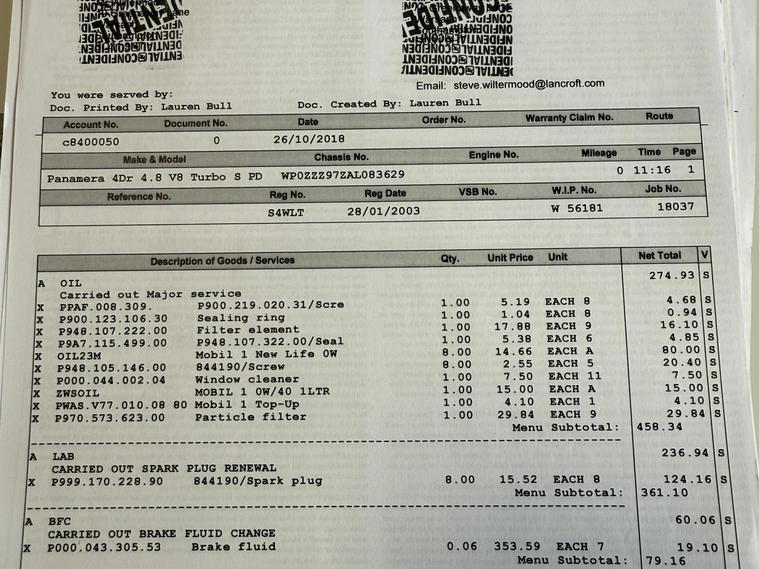 CONFIDENTIAL
CONFIDENTIAL
Email: steve.wiltermood@lancroft.com
You were served by:
Doc. Printed By: Lauren Bull Doc. Created By: Lauren Bull
Account No. Document No. Date Order No. Warranty Claim No. Route
c8400050 0 26/10/2018
Make & Model Chassis No. Engine No. Mileage Time Page
Panamera 4Dr 4.8 V8 Turbo S PD WP0ZZZ97ZAL083629 0 11:16 1
Reference No. Reg No. Reg Date VSB No. W.I.P. No. Job No.
S4WLT 28/01/2003 W 56181 18037
Description of Goods / Services Qty. Unit Price Unit Net Total V
A OIL 274.93 S
Carried out Major service
X PPAF.008.309. P900.219.020.31/Scre 1.00 5.19 EACH 8 4.68 S
X P900.123.106.30 Sealing ring 1.00 1.04 EACH 8 0.94 S
X P948.107.222.00 Filter element 1.00 17.88 EACH 9 16.10 S
X P9A7.115.499.00 P948.107.322.00/Seal 1.00 5.38 EACH 6 4.85 S
X OIL23M Mobil 1 New Life 0W 8.00 14.66 EACH A 80.00 S
X P948.105.146.00 844190/Screw 8.00 2.55 EACH 5 20.40 S
X P000.044.002.04 Window cleaner 1.00 7.50 EACH 11 7.50 S
X ZWSOIL MOBIL 1 0W/40 1LTR 1.00 15.00 EACH A 15.00 S
X PWAS.V77.010.08 80 Mobil 1 Top-Up 1.00 4.10 EACH 1 4.10 S
X P970.573.623.00 Particle filter 1.00 29.84 EACH 9 29.84 S
Menu Subtotal: 458.34
A LAB 236.94 S
CARRIED OUT SPARK PLUG RENEWAL
X P999.170.228.90 844190/Spark plug 8.00 15.52 EACH 8 124.16 S
Menu Subtotal: 361.10
A BFC 60.06 S
CARRIED OUT BRAKE FLUID CHANGE
X P000.043.305.53 Brake fluid 0.06 353.59 EACH 7 19.10 S
Menu Subtotal: 79.16